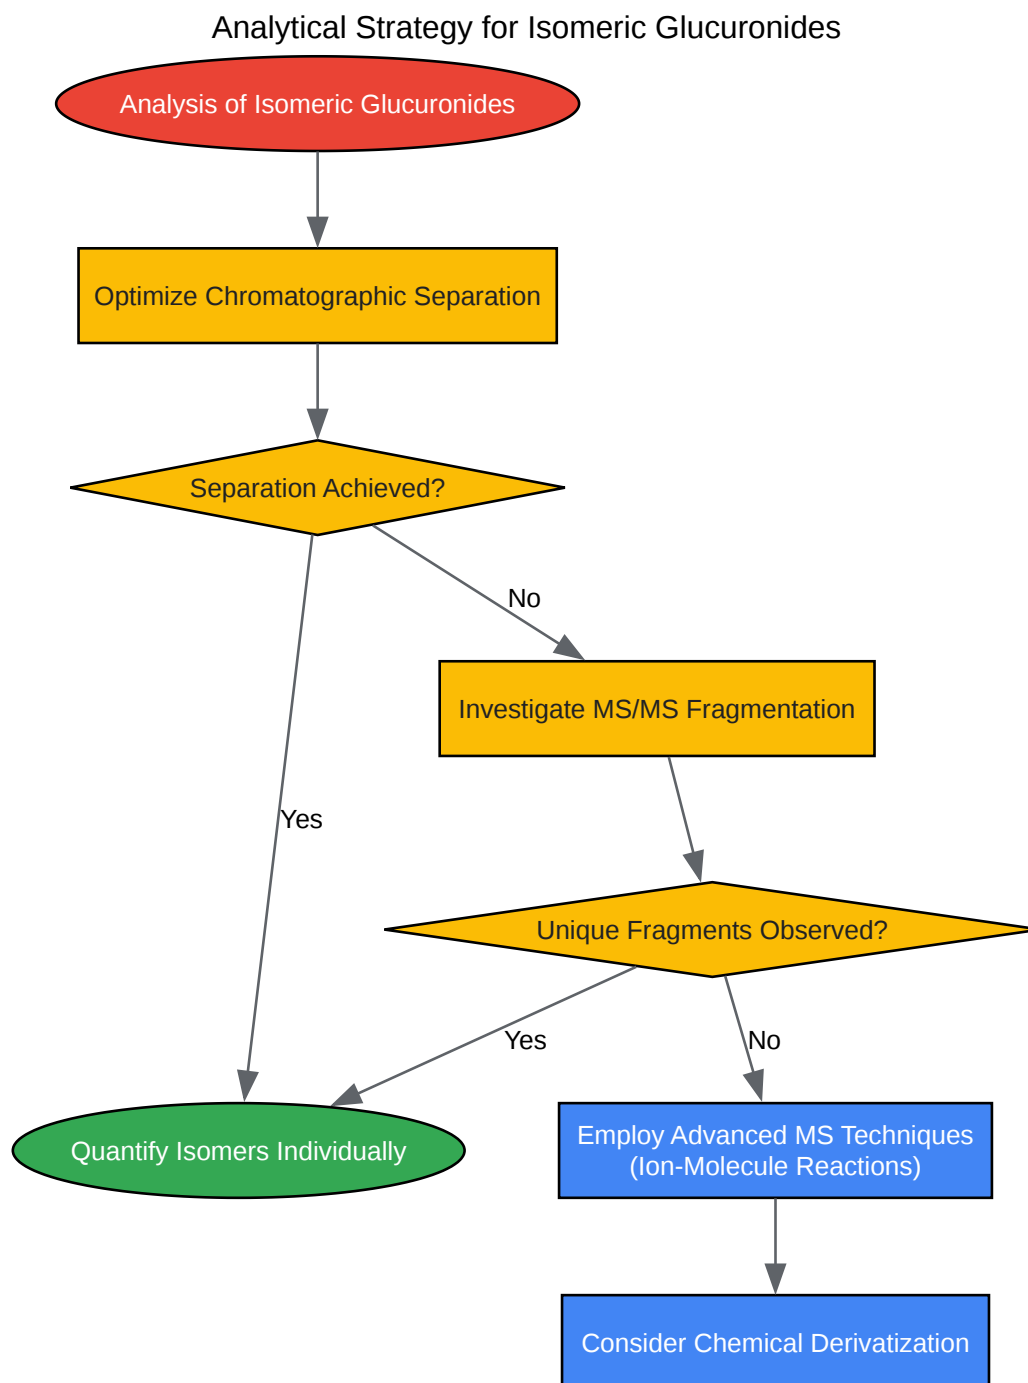 Analytical Strategy for Isomeric Glucuronides
Analysis of Isomeric Glucuronides
Optimize Chromatographic Separation
Separation Achieved?
No
Investigate MS/MS Fragmentation
Yes
Unique Fragments Observed?
Yes
No
Quantify Isomers Individually
Employ Advanced MS Techniques
(Ion-Molecule Reactions)
Consider Chemical Derivatization